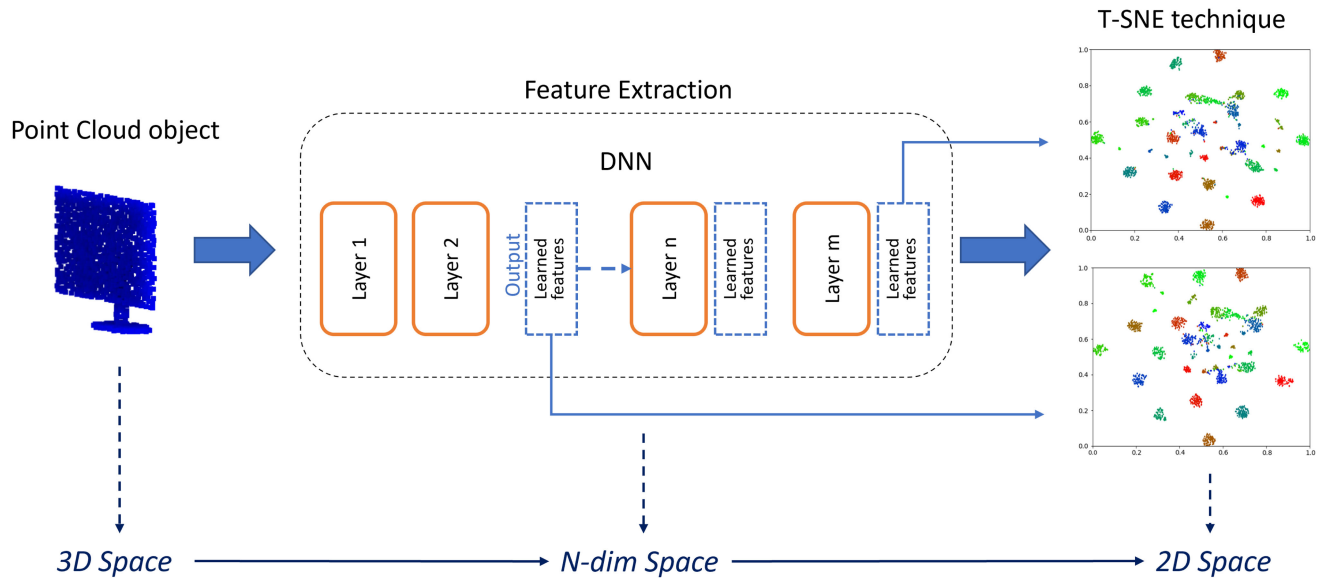 T-SNE technique
Feature Extraction
Point Cloud object
DNN
Layer 1
Layer 2
Output
Learned
features
Layer n
Learned
features
Layer m
Learned
features
1.0
0.8
0.6
0.4
0.2
0.0
0.0 0.2 0.4 0.6 0.8 1.0
1.0
0.8
0.6
0.4
0.2
0.0
0.0 0.2 0.4 0.6 0.8 1.0
3D Space
N-dim Space
2D Space